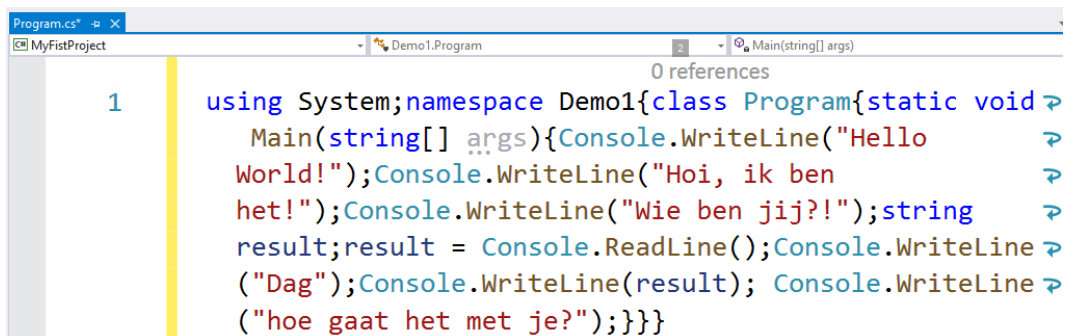 Program.cs*
C# MyFistProject
Demo1.Program
2
Main(string[] args)
0 references
1
using System;namespace Demo1{class Program{static void
Main(string[] args){Console.WriteLine("Hello
World!");Console.WriteLine("Hoi, ik ben
het!");Console.WriteLine("Wie ben jij?!");string
result;result = Console.ReadLine();Console.WriteLine
("Dag");Console.WriteLine(result); Console.WriteLine
("hoe gaat het met je?");}}}